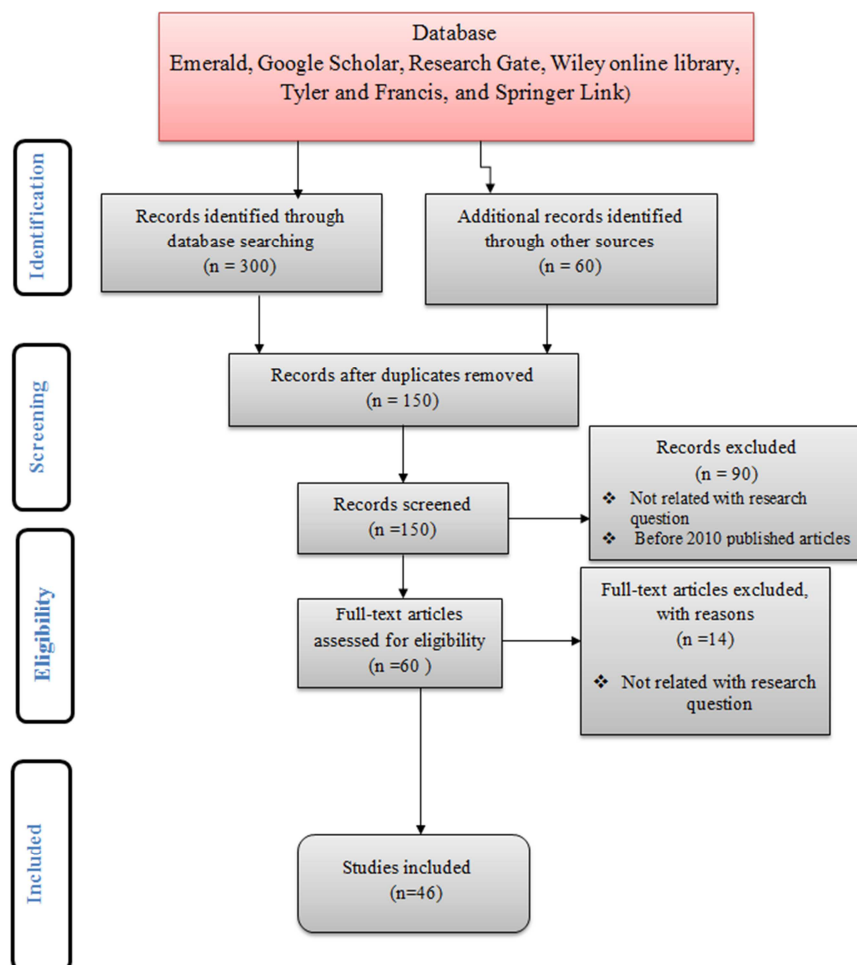 Database
Emerald, Google Scholar, Research Gate, Wiley online library,
Tyler and Francis, and Springer Link)
Identification
Records identified through
database searching
(n = 300)
Additional records identified
through other sources
(n = 60)
Screening
Records after duplicates removed
(n = 150)
Records screened
(n =150)
Records excluded
(n = 90)
❖ Not related with research
question
❖ Before 2010 published articles
Eligibility
Full-text articles
assessed for eligibility
(n =60 )
Full-text articles excluded,
with reasons
(n =14)
❖ Not related with research
question
Included
Studies included
(n=46)